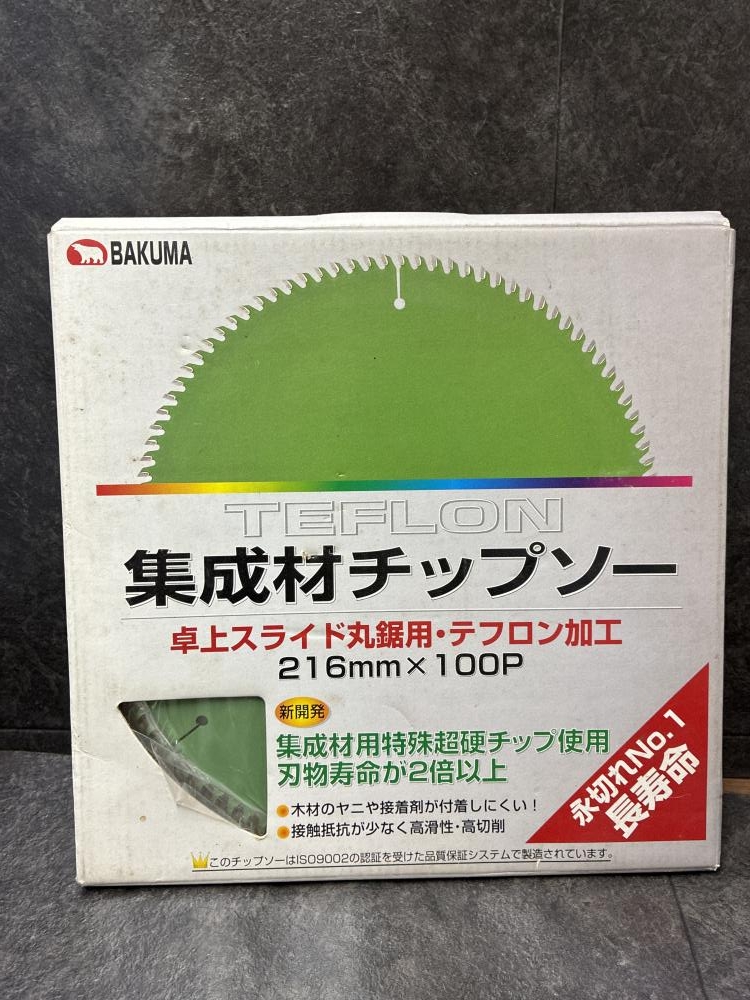 BAKUMA
TEFLON
集成材チップソー
卓上スライド丸鋸用・テフロン加工
216mm×100P
新開発
集成材用特殊超硬チップ使用
刃物寿命が2倍以上
●木材のヤニや接着剤が付着しにくい！
●接触抵抗が少なく高滑性・高切削
永切れNo.1
長寿命
このチップソーはISO9002の認証を受けた品質保証システムで製造されています。